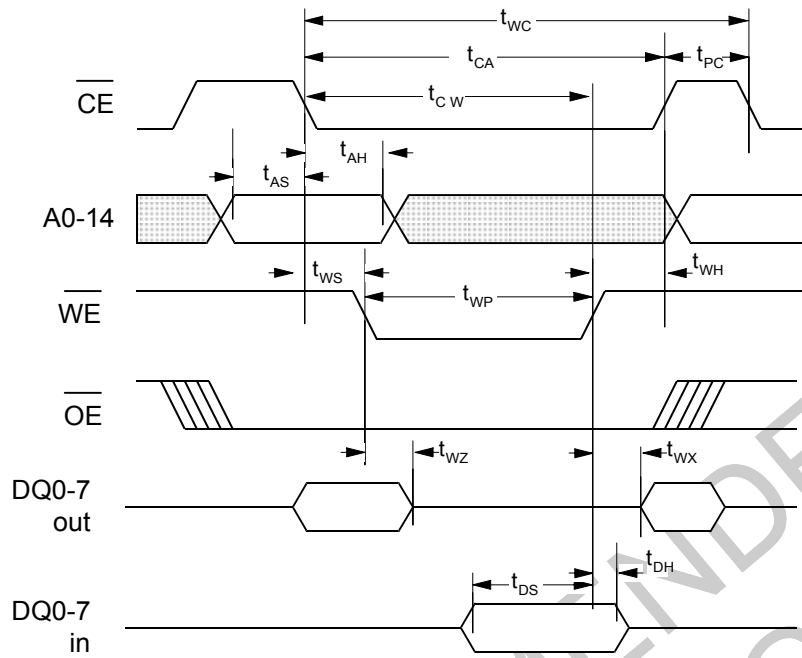 tWC
tCA
tPC
CE
tC W
tAH
tAS
A0-14
tWS
tWH
WE
tWP
OE
tWZ
tWX
DQ0-7
out
tDS
tDH
DQ0-7
in